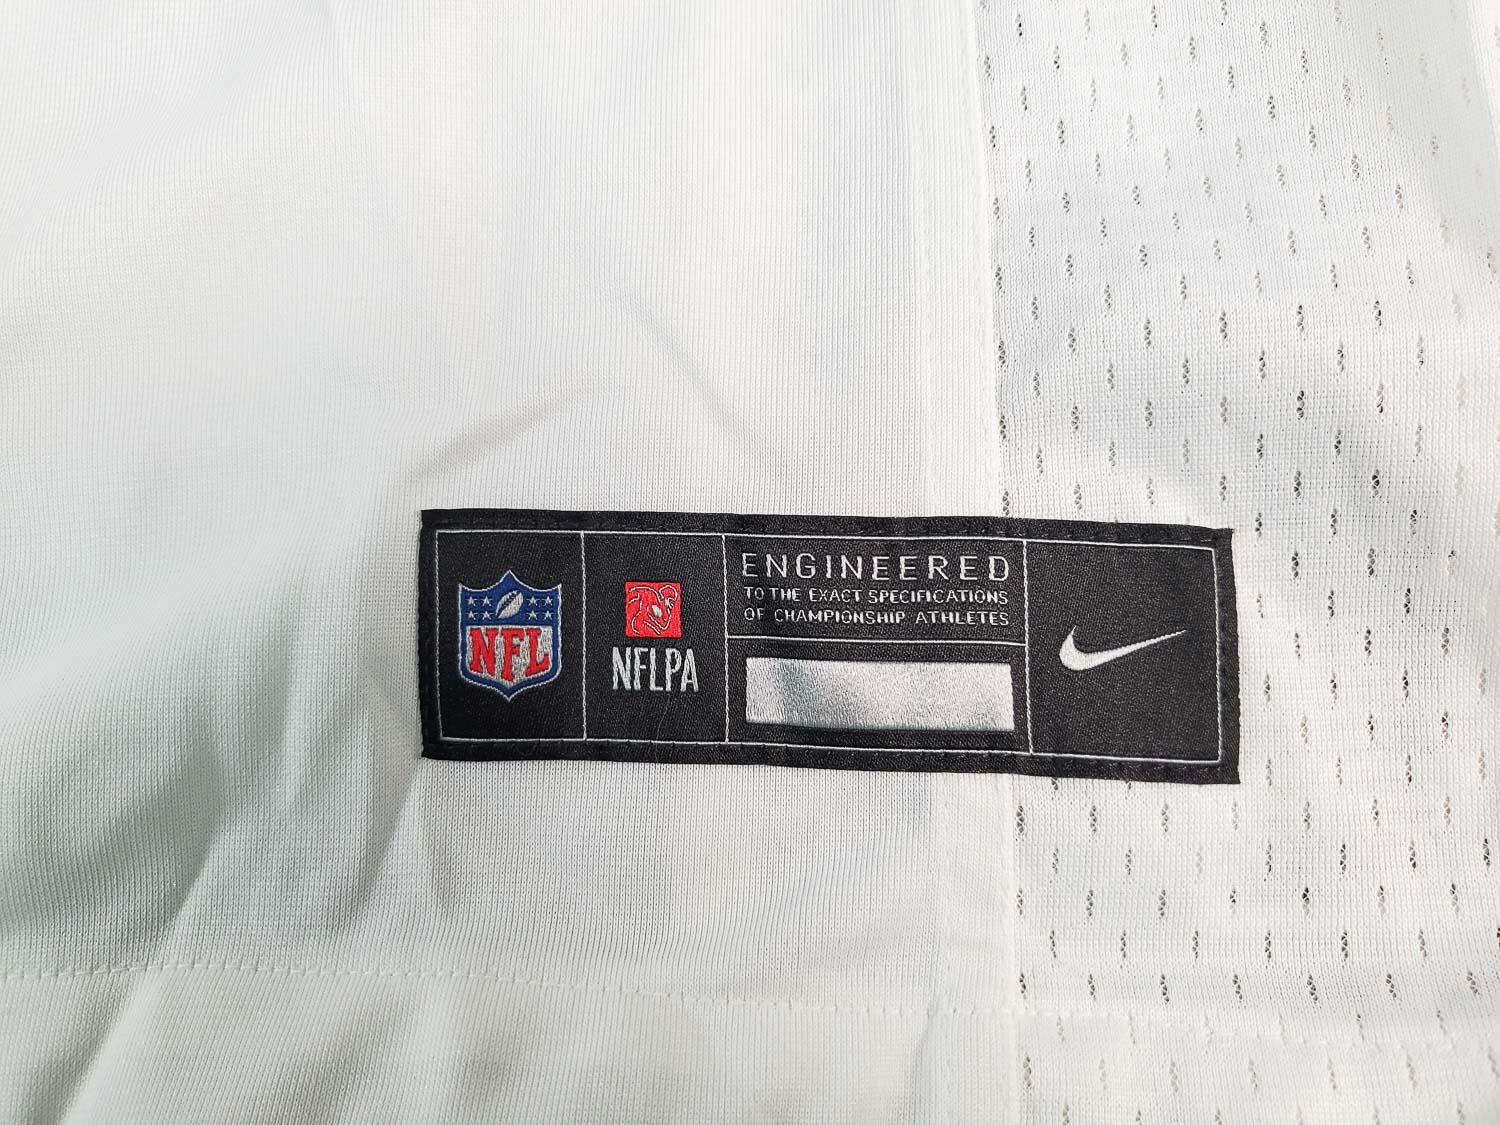 NFL
NFLPA
ENGINEERED
TO THE EXACT SPECIFICATIONS
OF CHAMPIONSHIP ATHLETES